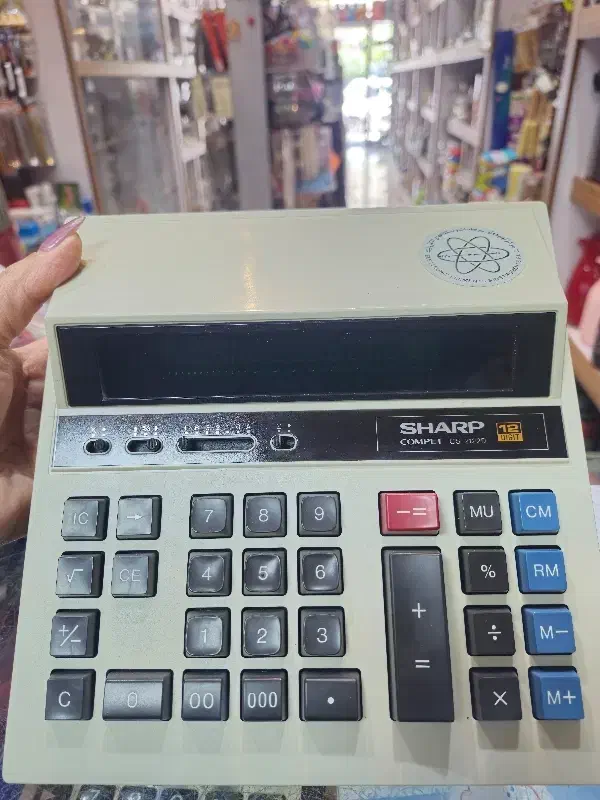 SHARP 12
COMPET DIGIT
IC → 7 8 9 −= MU CM
√ CE 4 5 6 + = % RM
+/− 1 2 3 ÷ M−
C 0 00 000 • × M+